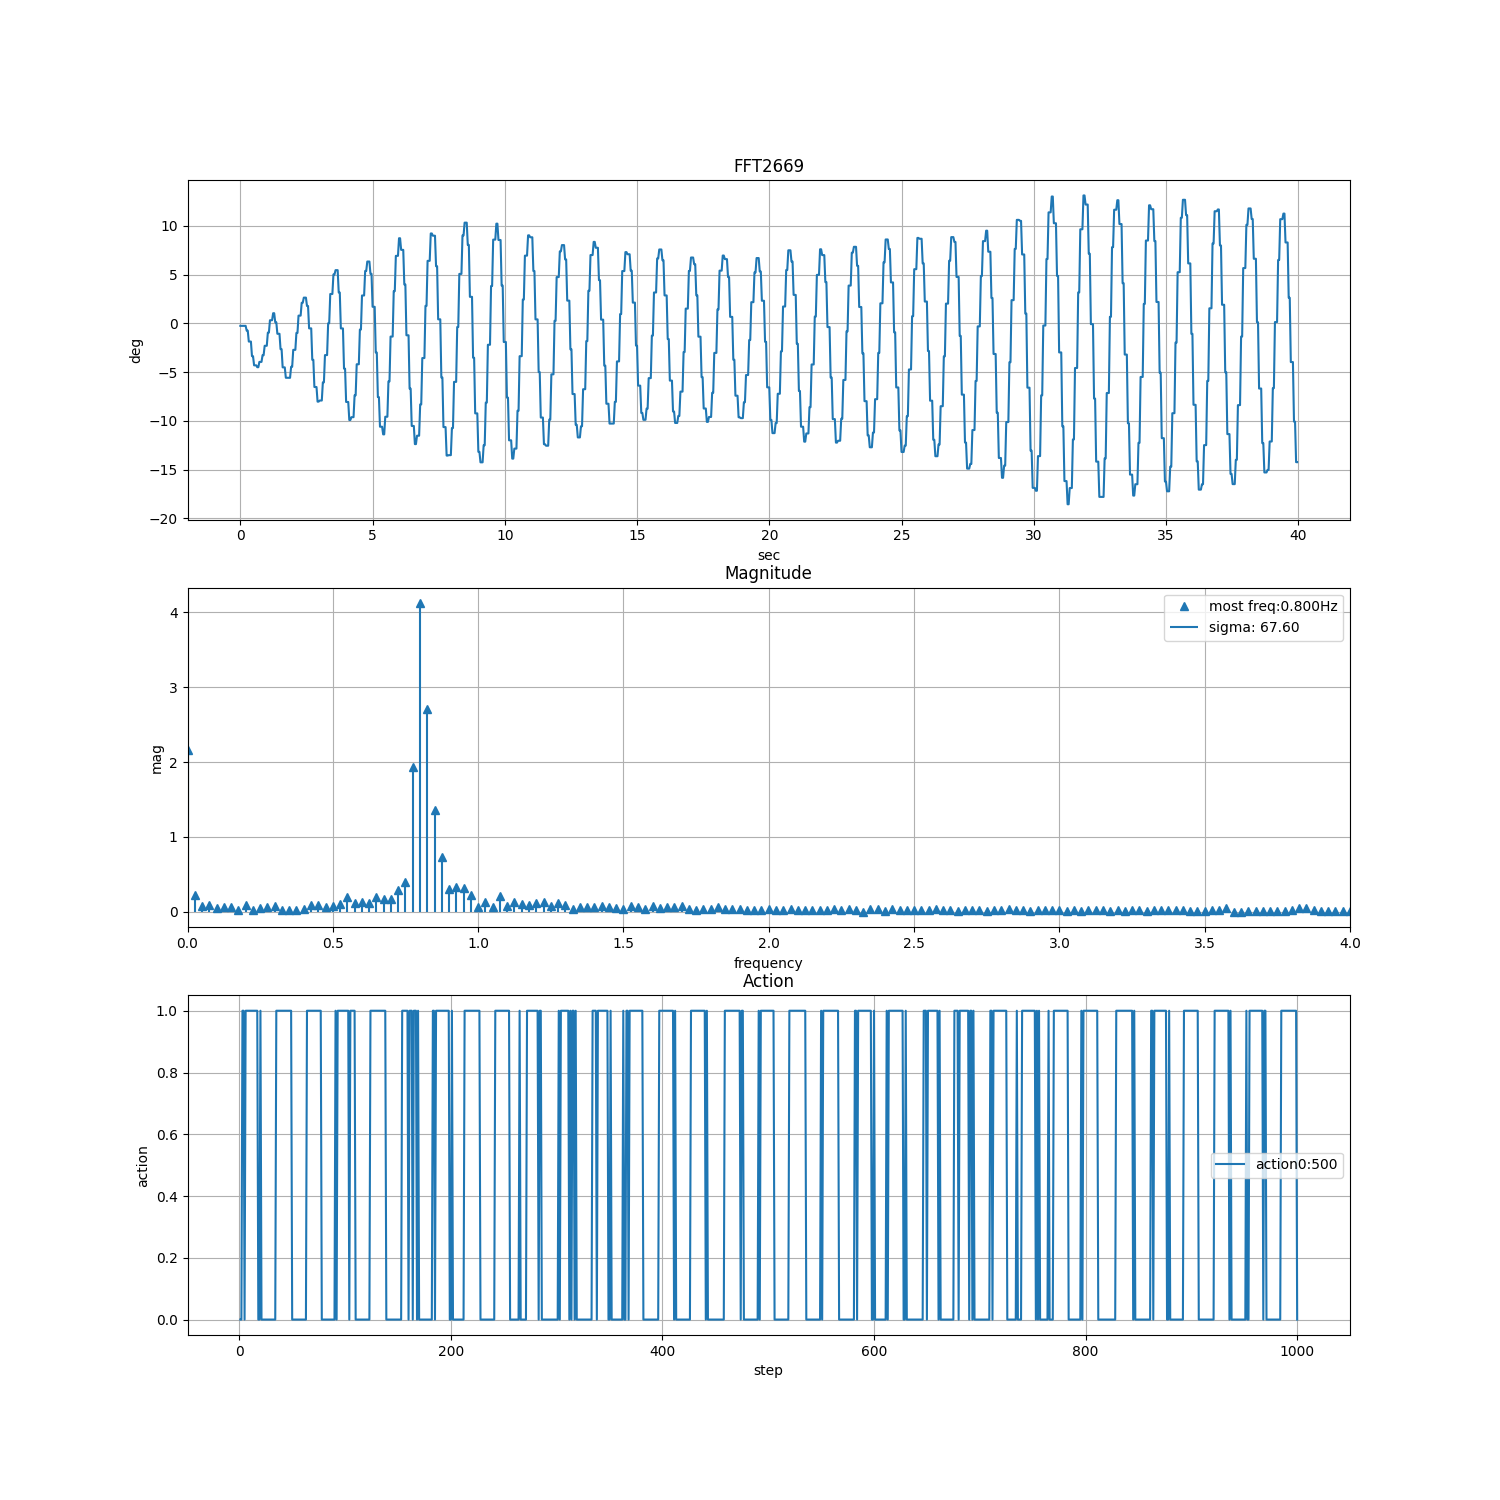 FFT2669
10
5
0
−5
−10
−15
−20
deg
0 5 10 15 20 25 30 35 40
sec
Magnitude
4
3
2
1
0
mag
most freq:0.800Hz
sigma: 67.60
0.0 0.5 1.0 1.5 2.0 2.5 3.0 3.5 4.0
frequency
Action
1.0
0.8
0.6
0.4
0.2
0.0
action
action0:500
0 200 400 600 800 1000
step